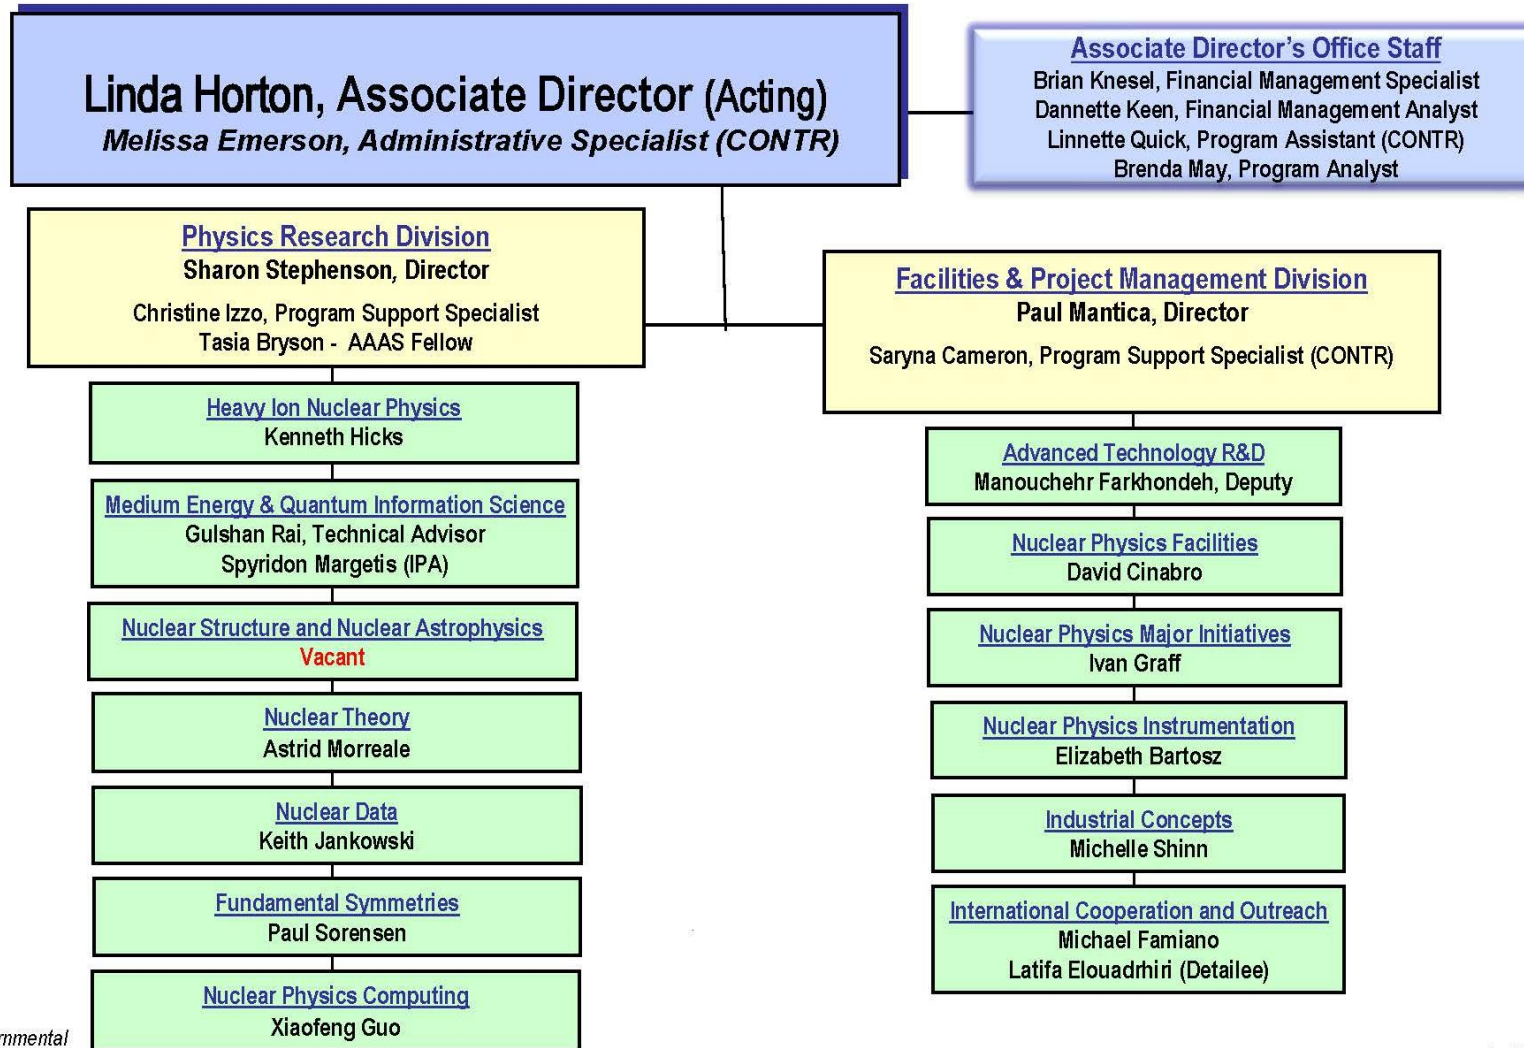 Linda Horton, Associate Director (Acting)
Melissa Emerson, Administrative Specialist (CONTR)
Associate Director's Office Staff
Brian Knesel, Financial Management Specialist
Dannette Keen, Financial Management Analyst
Linnette Quick, Program Assistant (CONTR)
Brenda May, Program Analyst
Physics Research Division
Sharon Stephenson, Director
Christine Izzo, Program Support Specialist
Tasia Bryson - AAAS Fellow
Heavy Ion Nuclear Physics
Kenneth Hicks
Medium Energy & Quantum Information Science
Gulshan Rai, Technical Advisor
Spyridon Margetis (IPA)
Nuclear Structure and Nuclear Astrophysics
Vacant
Nuclear Theory
Astrid Morreale
Nuclear Data
Keith Jankowski
Fundamental Symmetries
Paul Sorensen
Nuclear Physics Computing
Xiaofeng Guo
Facilities & Project Management Division
Paul Mantica, Director
Saryna Cameron, Program Support Specialist (CONTR)
Advanced Technology R&D
Manouchehr Farkhondeh, Deputy
Nuclear Physics Facilities
David Cinabro
Nuclear Physics Major Initiatives
Ivan Graff
Nuclear Physics Instrumentation
Elizabeth Bartosz
Industrial Concepts
Michelle Shinn
International Cooperation and Outreach
Michael Famiano
Latifa Elouadrhiri (Detailee)
rnmental